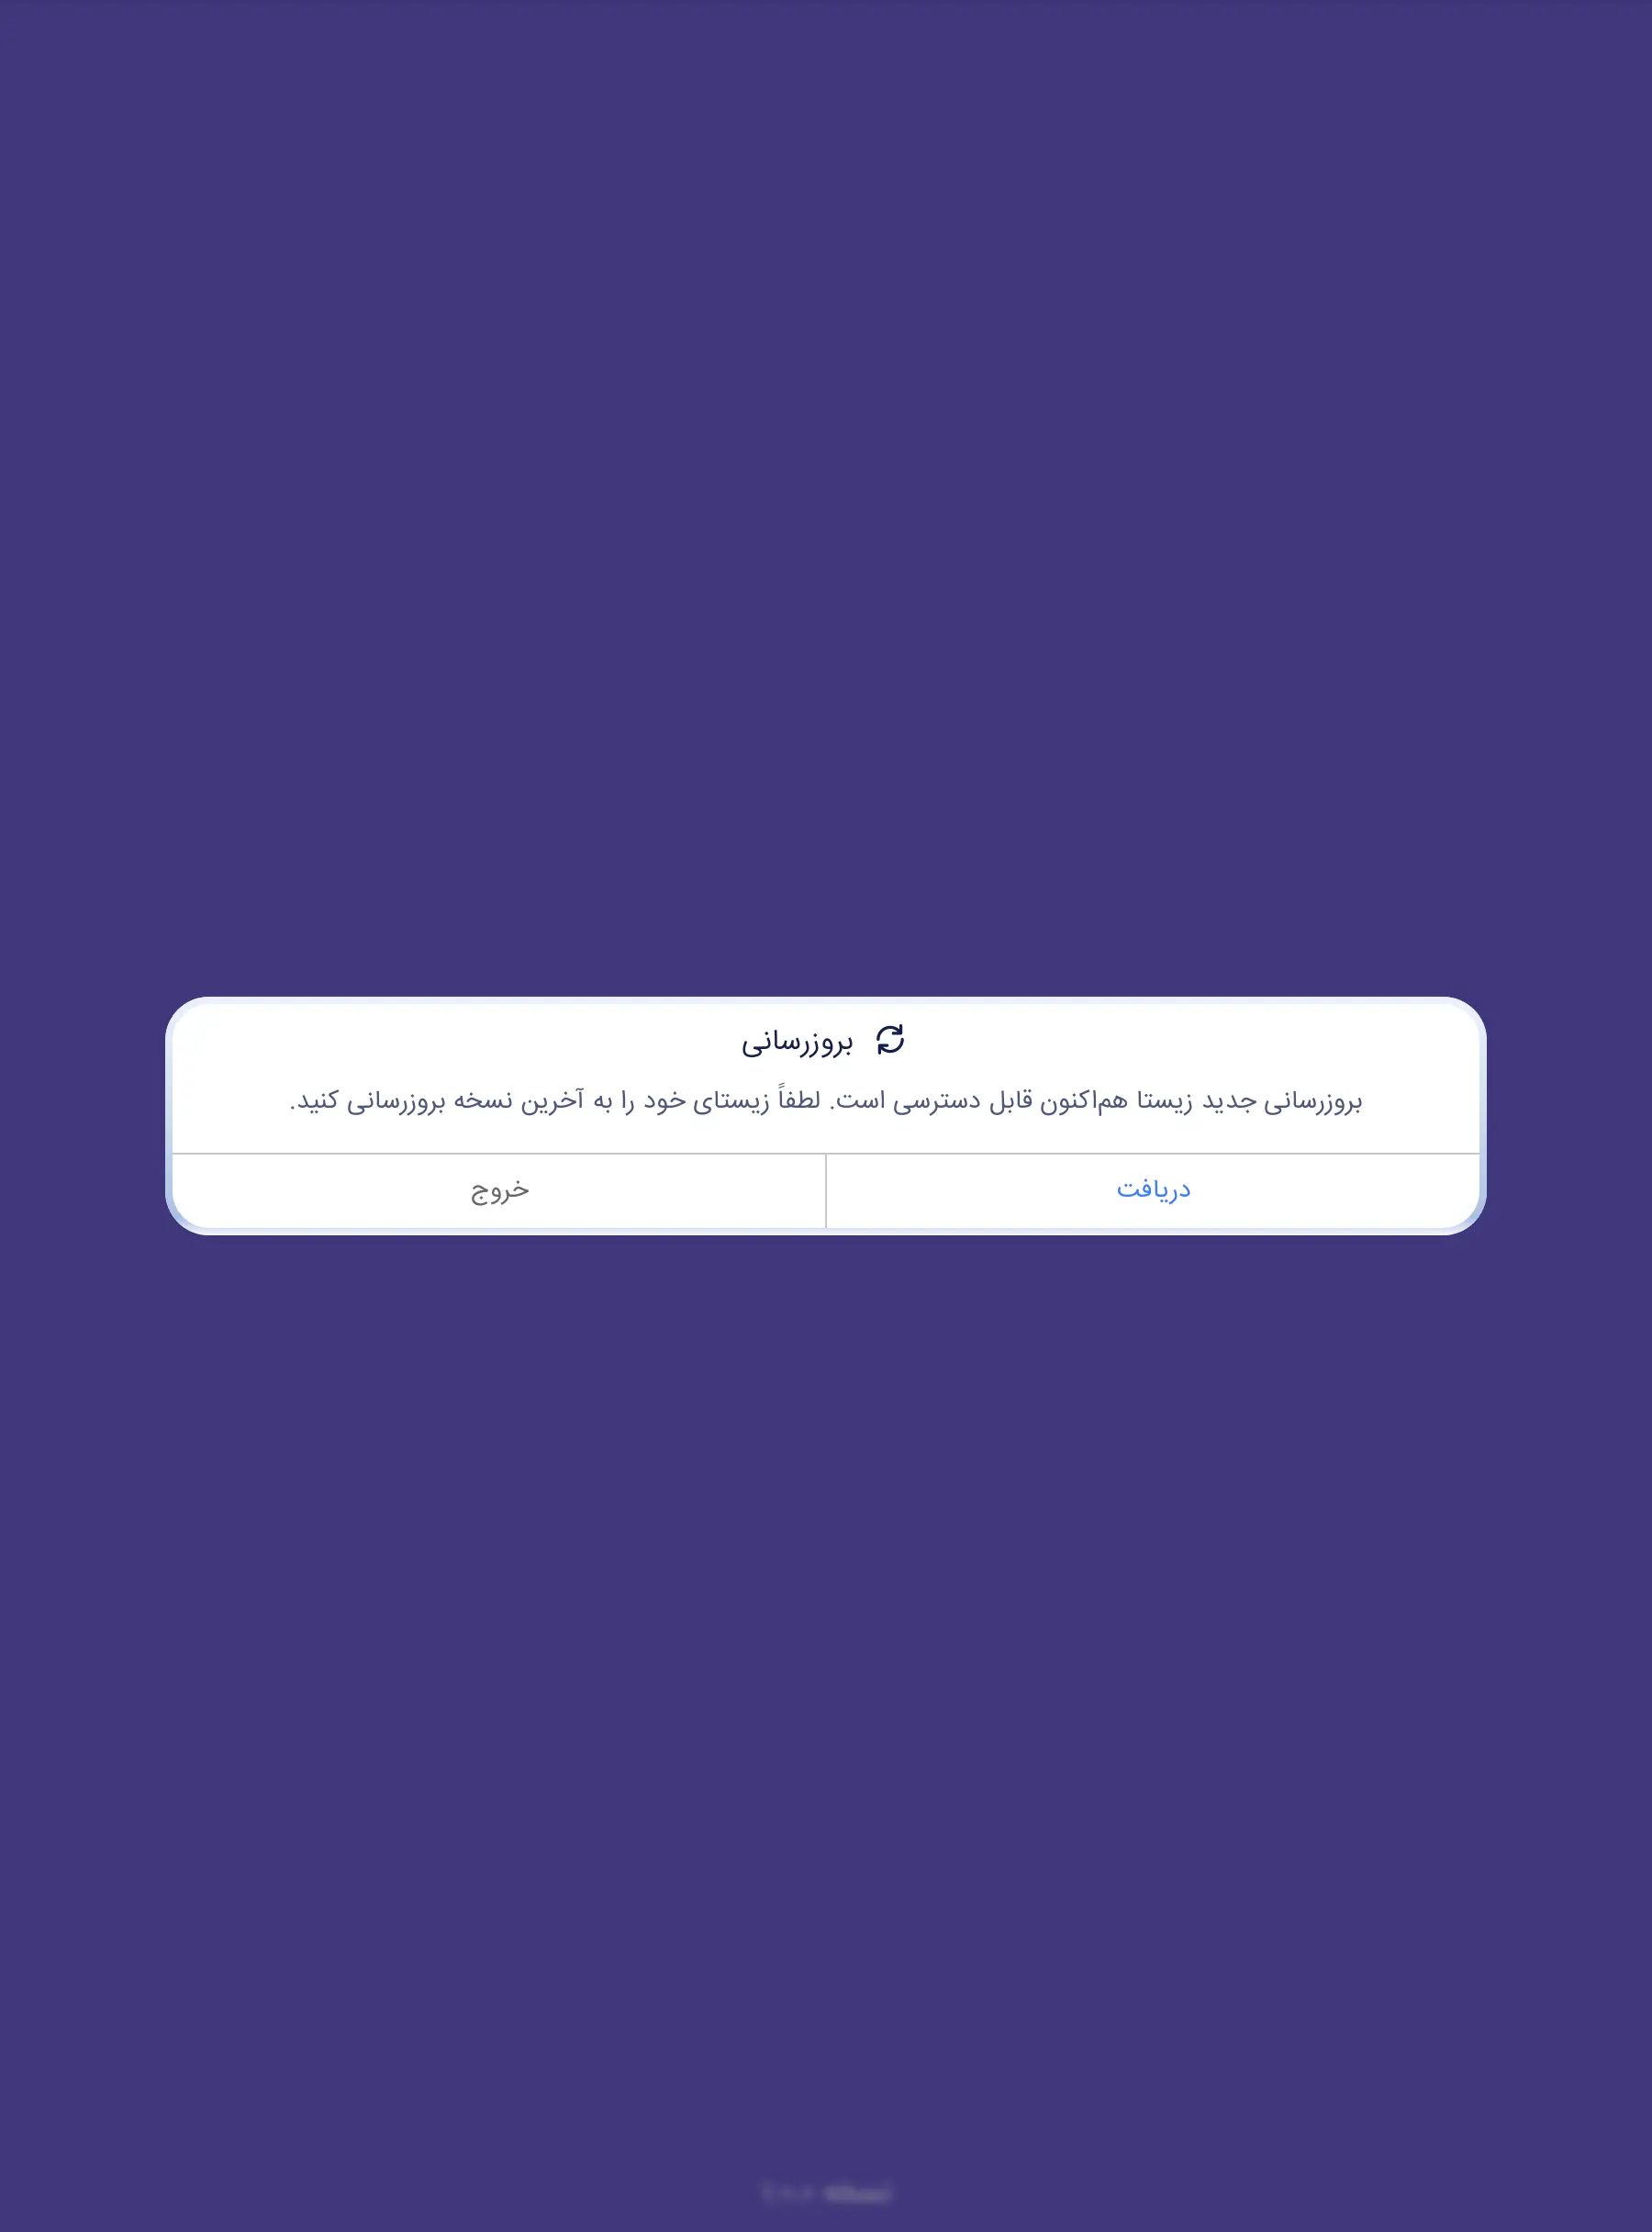 بروزرسانی
بروزرسانی جدید زیستا هم‌اکنون قابل دسترسی است. لطفاً زیستای خود را به آخرین نسخه بروزرسانی کنید.
دریافت
خروج